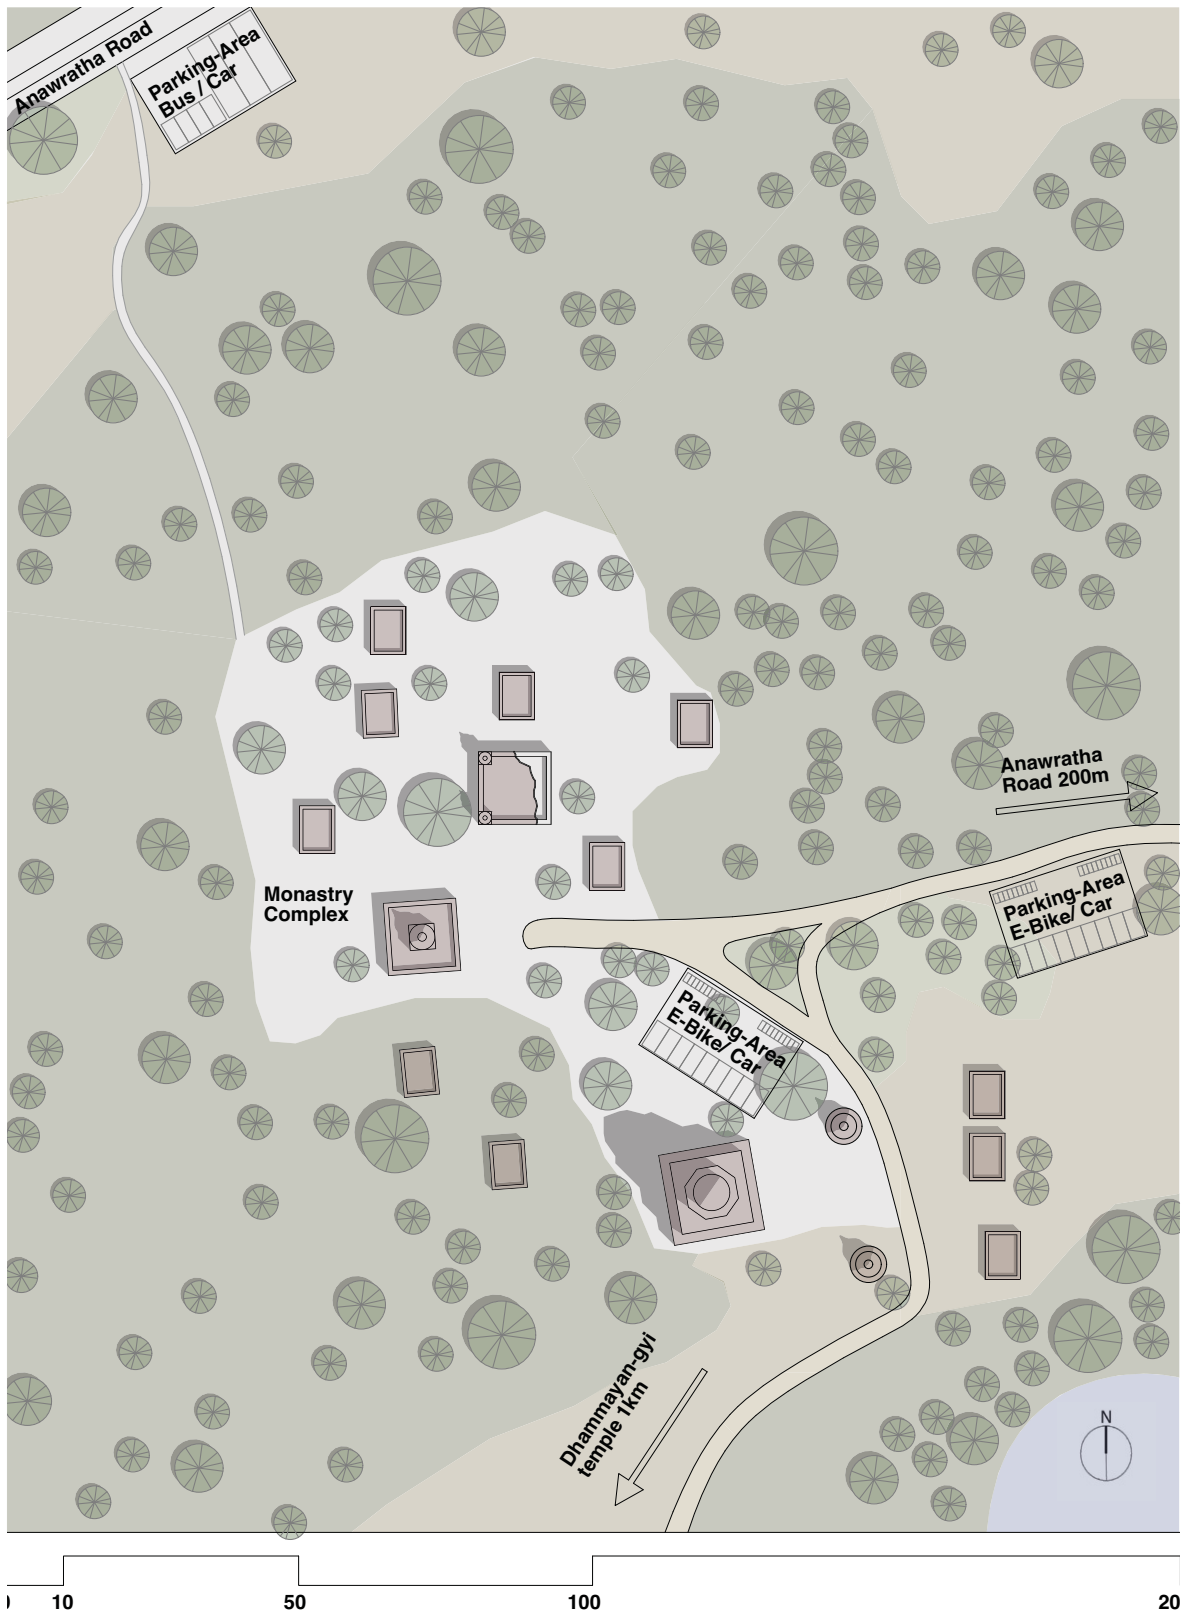 Anawratha Road
Parking-Area
Bus / Car
Anawratha
Road 200m
Parking-Area
E-Bike/ Car
Monastry
Complex
Parking-Area
E-Bike/ Car
Dhammayan-gyi
temple 1km
N
10 50 100 20